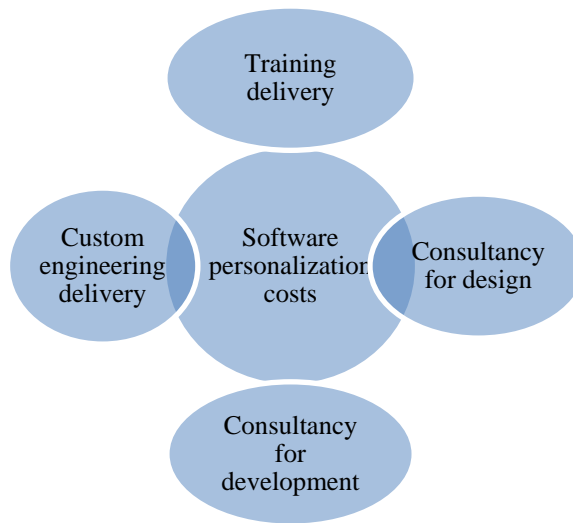 Training
delivery
Custom
engineering
delivery
Software
personalization
costs
Consultancy
for design
Consultancy
for
development